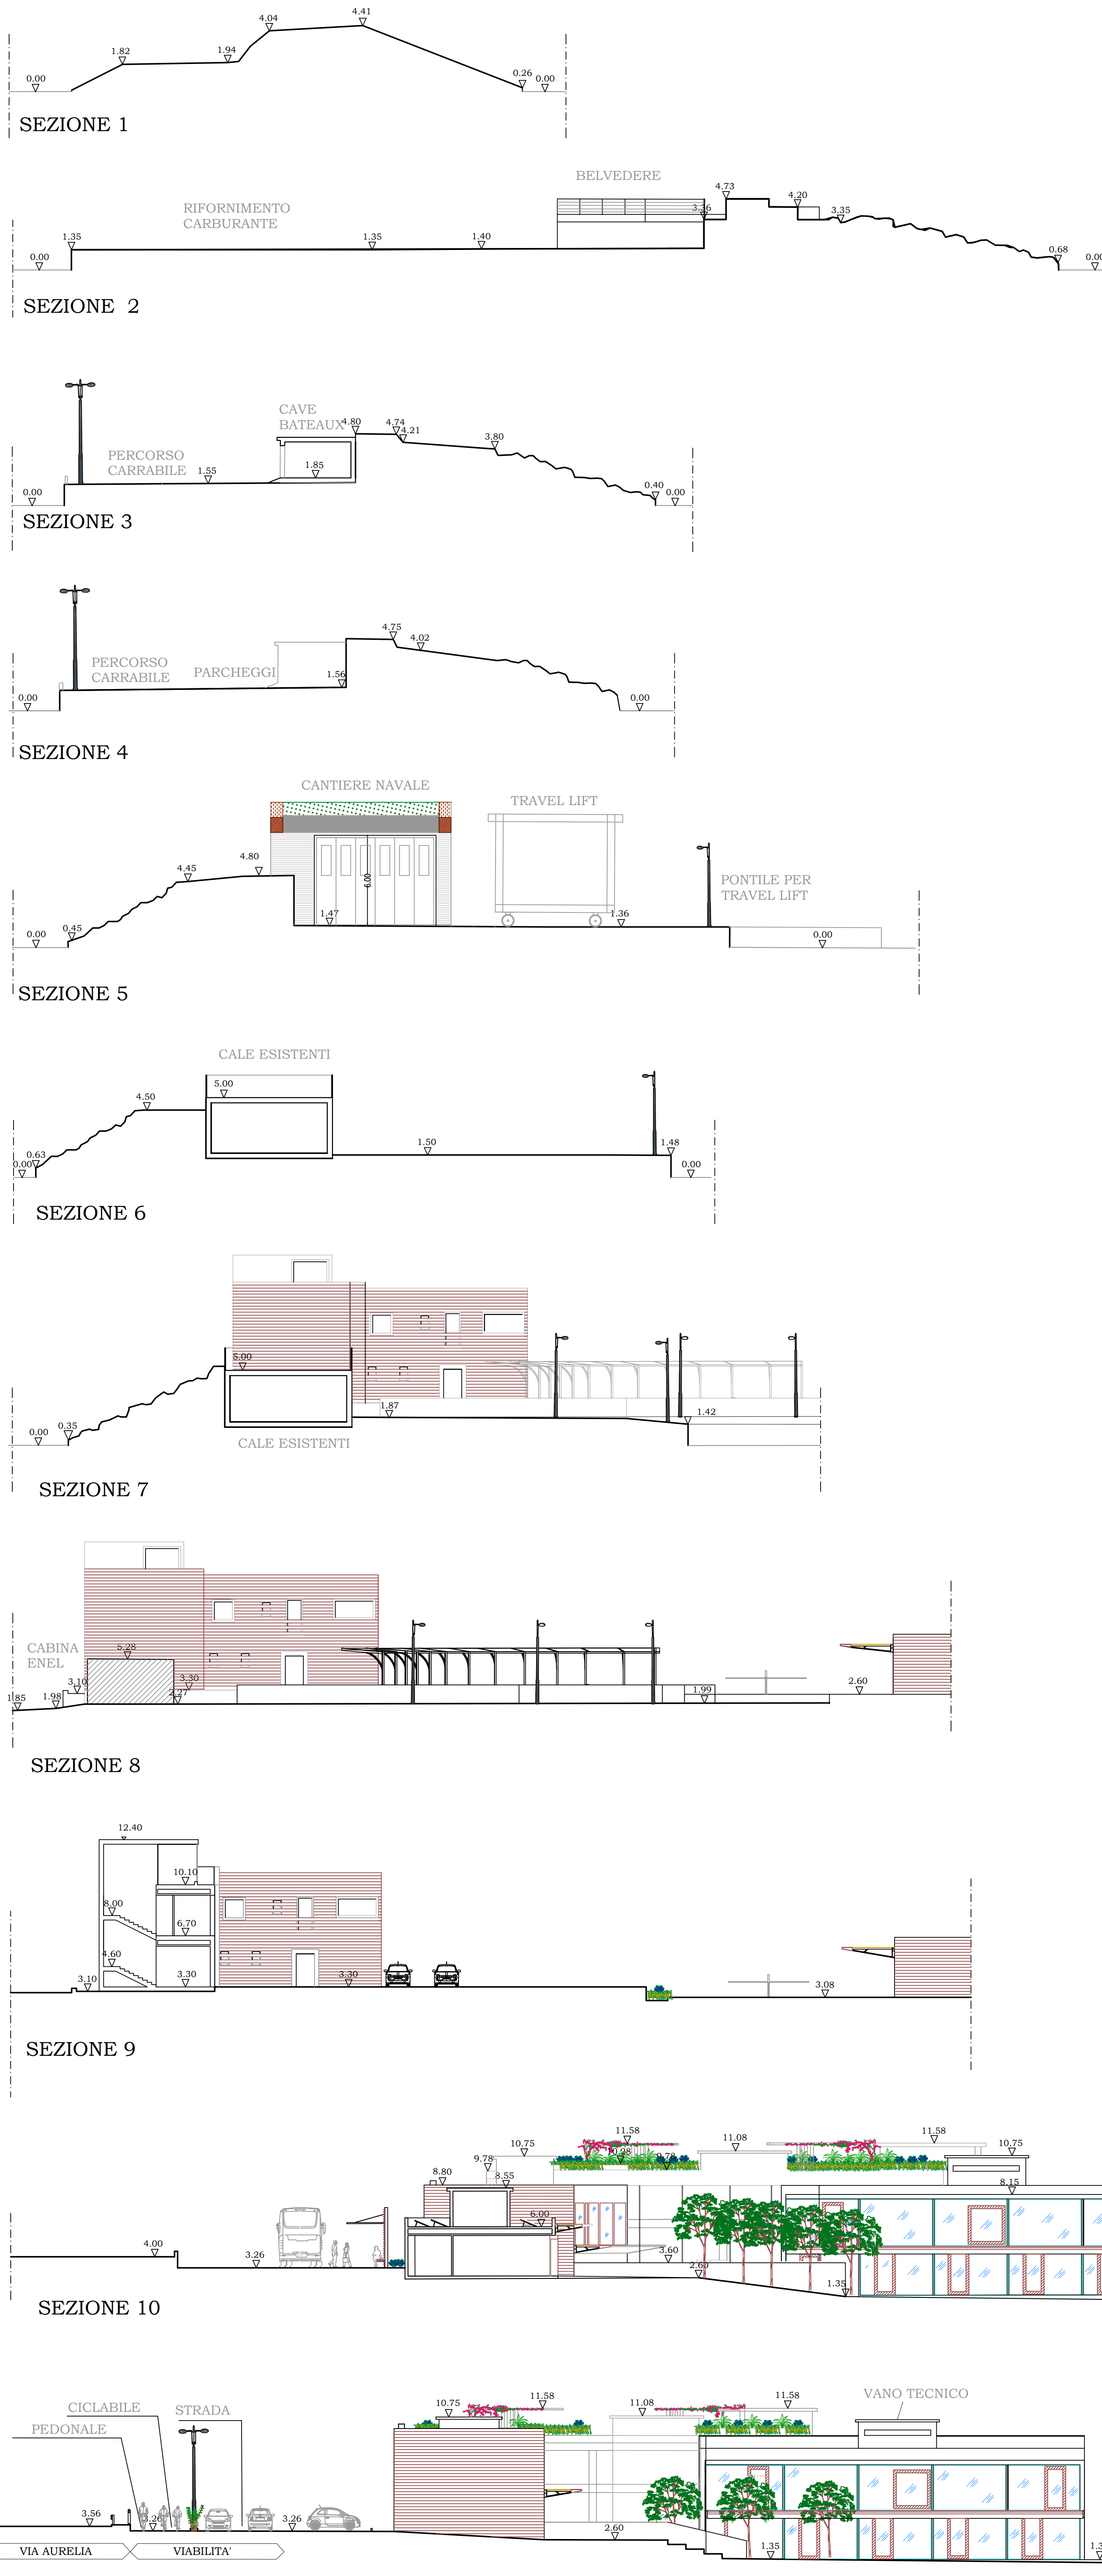 4.04 4.41
1.82 1.94
0.00 0.26 0.00
SEZIONE 1
BELVEDERE
RIFORNIMENTO
CARBURANTE
4.73 4.20
3.36 3.35
1.35 1.35 1.40
0.00 0.68 0.00
SEZIONE 2
CAVE
BATEAUX
4.80 4.74 4.21 3.80
PERCORSO
CARRABILE
1.55 1.85
0.00 0.40 0.00
SEZIONE 3
4.75 4.02
PERCORSO
CARRABILE
PARCHEGGI
1.56
0.00 0.00
SEZIONE 4
CANTIERE NAVALE
TRAVEL LIFT
4.45 4.80
6.00
PONTILE PER
TRAVEL LIFT
1.47 1.36
0.00 0.45 0.00
SEZIONE 5
CALE ESISTENTI
4.50 5.00
1.50 1.48
0.00 0.63 0.00
SEZIONE 6
5.00
1.87 1.42
0.00 0.35
CALE ESISTENTI
SEZIONE 7
CABINA
ENEL
5.28
3.10 3.30
1.85 1.98 2.27 1.99 2.60
SEZIONE 8
12.40
10.10
8.00
6.70
4.60
3.10 3.30 3.30 3.08
SEZIONE 9
11.58 11.08 11.58
10.75 10.75
9.78
8.80 8.55 8.15
6.00
4.00 3.26 3.60
2.60
1.35
SEZIONE 10
CICLABILE STRADA
PEDONALE
10.75 11.58 11.08 11.58
VANO TECNICO
3.56 3.26 3.26 2.60
1.35
VIA AURELIA VIABILITA'